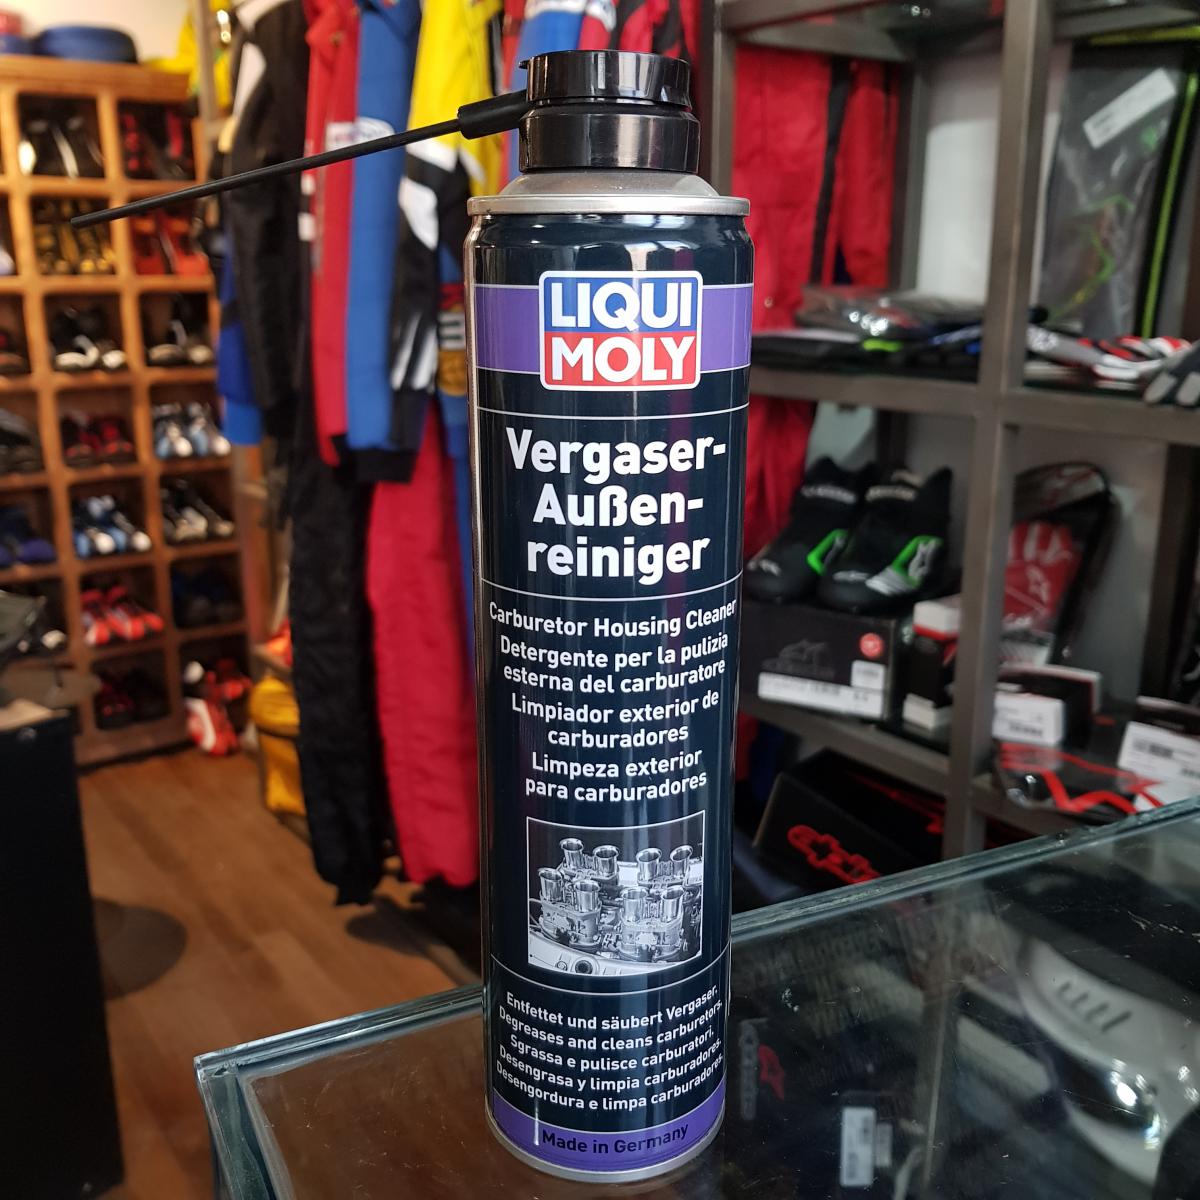 LIQUI
MOLY
Vergaser-
Außen-
reiniger
Carburetor Housing Cleaner
Detergente per la pulizia
esterna del carburatore
Limpiador exterior de
carburadores
Limpeza exterior
para carburadores
Entfettet und säubert Vergaser.
Degreases and cleans carburetors.
Sgrassa e pulisce carburatori.
Desengrasa y limpia carburadores.
Desengordura e limpa carburadores.
Made in Germany